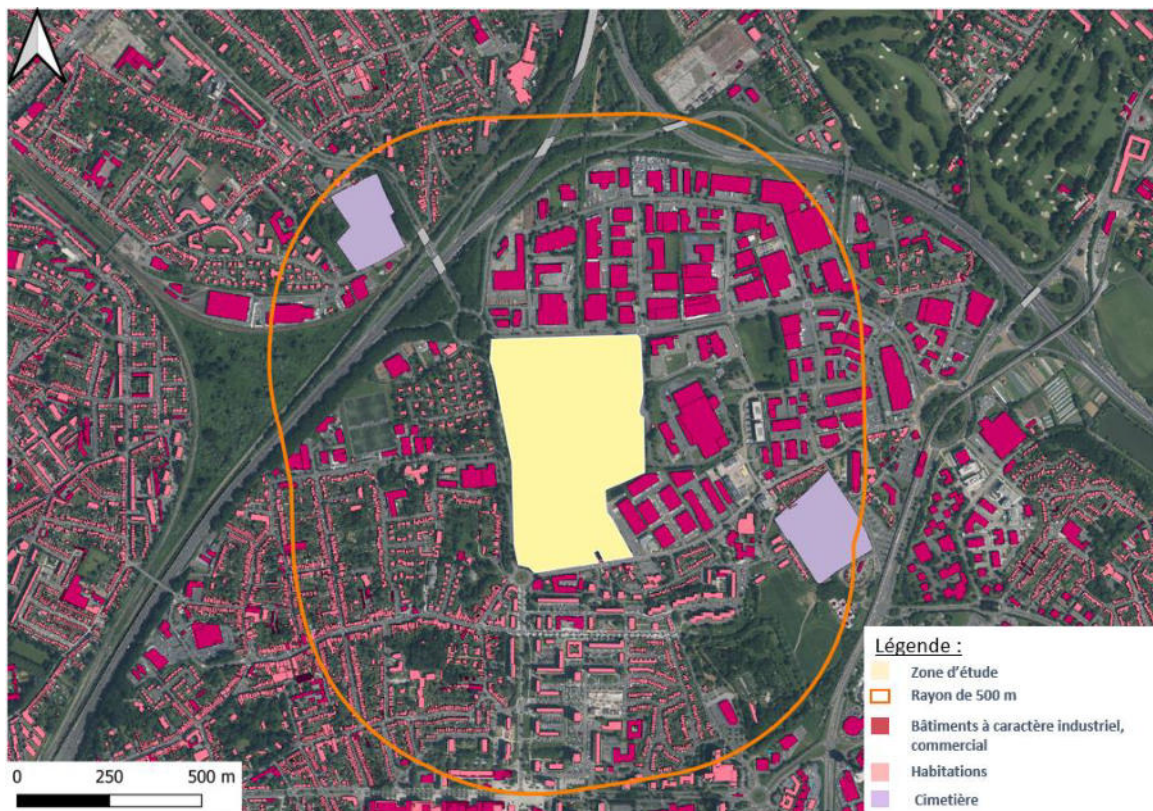 Légende :
Zone d'étude
Rayon de 500 m
Bâtiments à caractère industriel,
commercial
Habitations
Cimetière
0 250 500 m